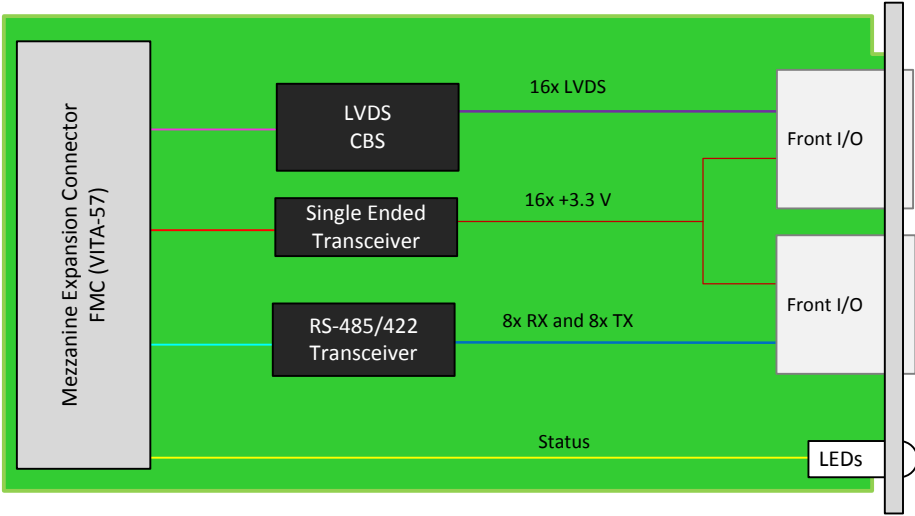 Mezzanine Expansion Connector
FMC (VITA-57)
LVDS
CBS
16x LVDS
Front I/O
Single Ended
Transceiver
16x +3.3 V
RS-485/422
Transceiver
8x RX and 8x TX
Front I/O
Status
LEDs